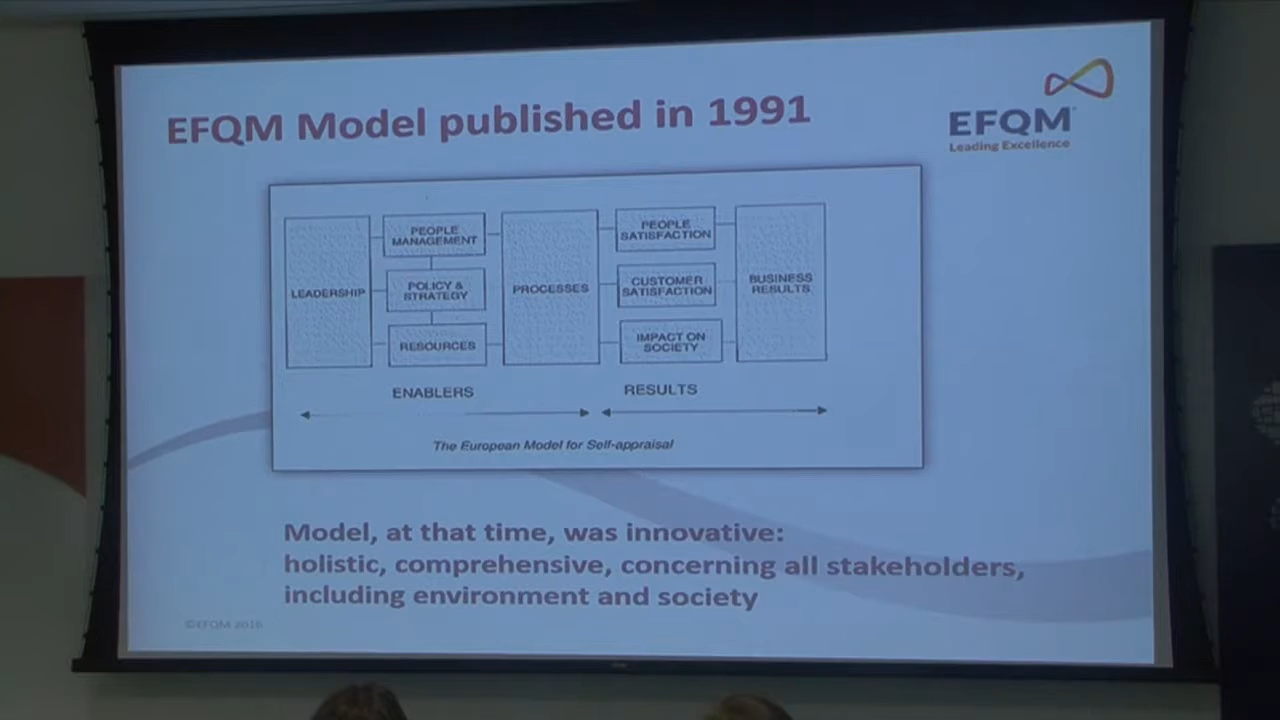 EFQM Model published in 1991
EFQM
Leading Excellence
LEADERSHIP
PEOPLE
MANAGEMENT
POLICY &
STRATEGY
RESOURCES
PROCESSES
PEOPLE
SATISFACTION
CUSTOMER
SATISFACTION
IMPACT ON
SOCIETY
BUSINESS
RESULTS
ENABLERS
RESULTS
The European Model for Self-appraisal
Model, at that time, was innovative:
holistic, comprehensive, concerning all stakeholders,
including environment and society
©EFQM 2016